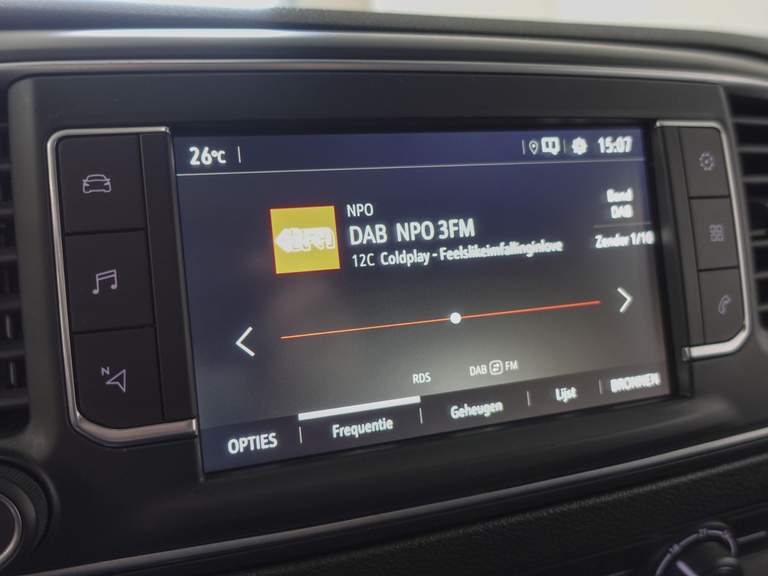 26°C
15:07
NPO
DAB NPO 3FM
12C Coldplay - Feelslikeimfallinginlove
Band
DAB
Zender 1/10
RDS
DAB FM
OPTIES
Frequentie
Geheugen
Lijst
BRONNEN
N